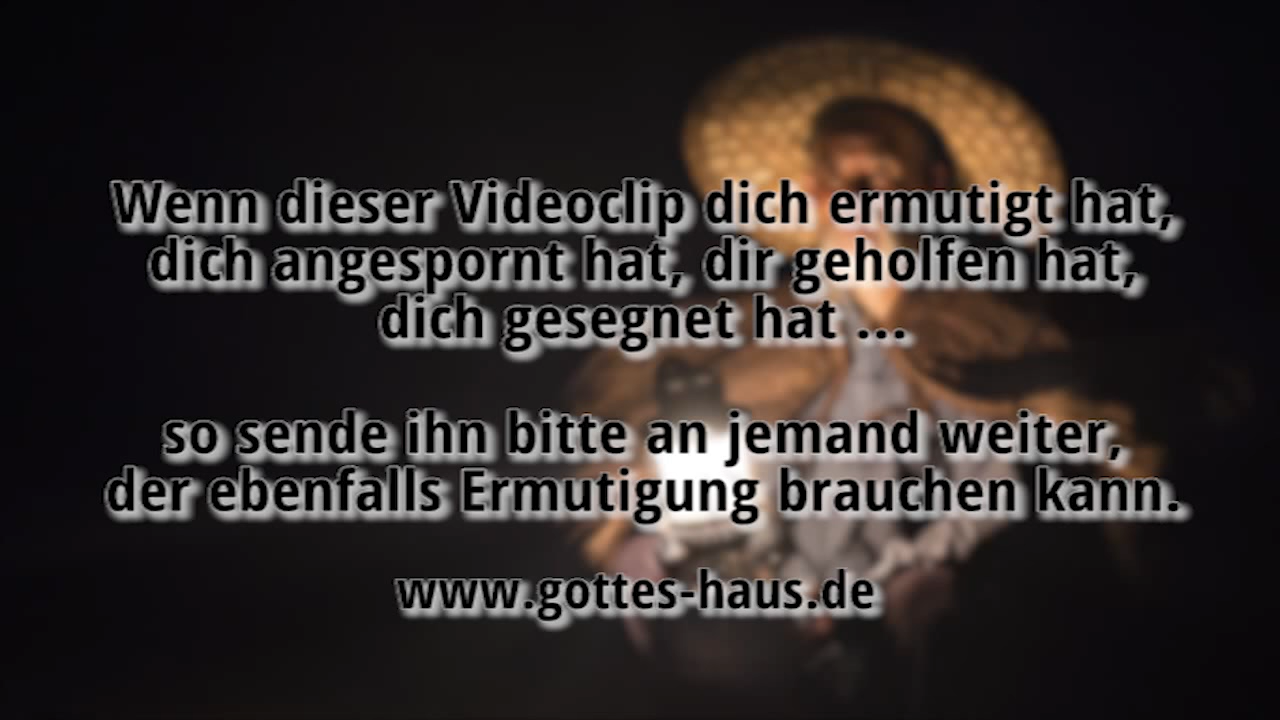 Wenn dieser Videoclip dich ermutigt hat,
dich angespornt hat, dir geholfen hat,
dich gesegnet hat ...
so sende ihn bitte an jemand weiter,
der ebenfalls Ermutigung brauchen kann.
www.gottes-haus.de